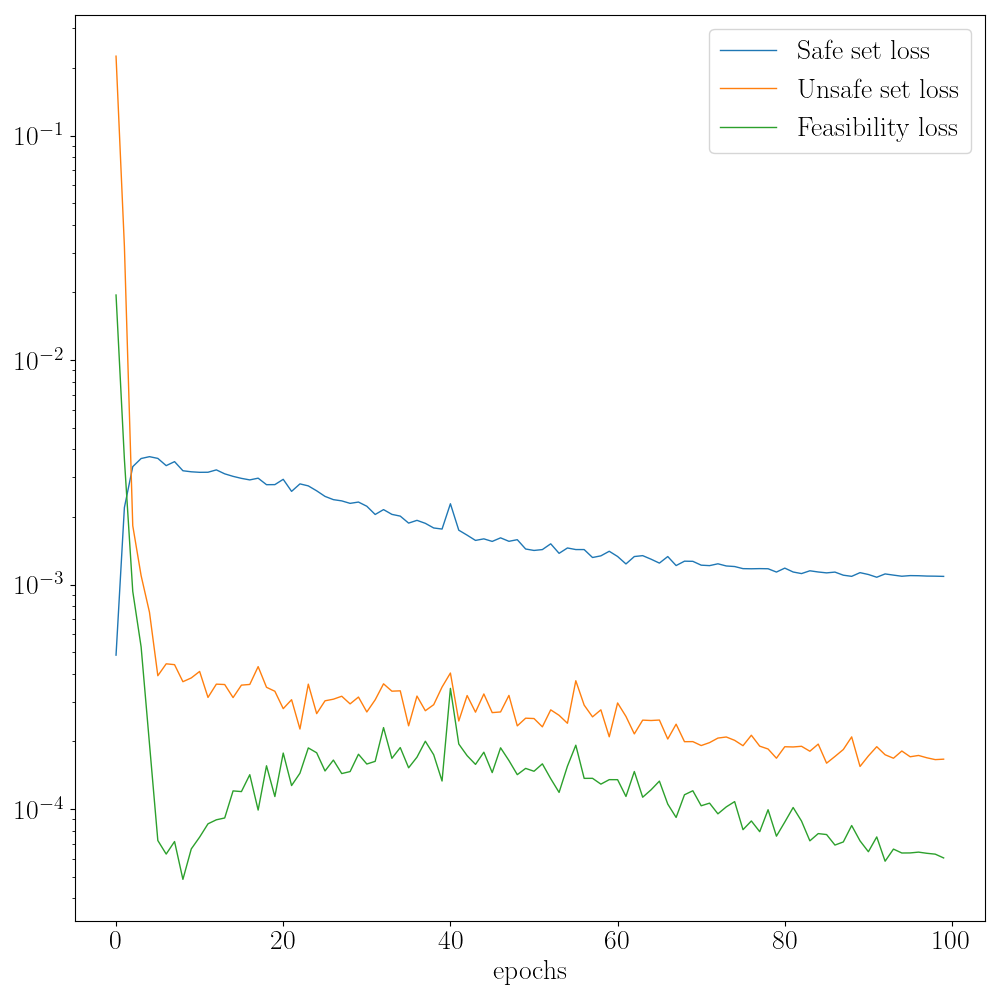 Safe set loss
Unsafe set loss
Feasibility loss
10⁻¹
10⁻²
10⁻³
10⁻⁴
0 20 40 60 80 100
epochs